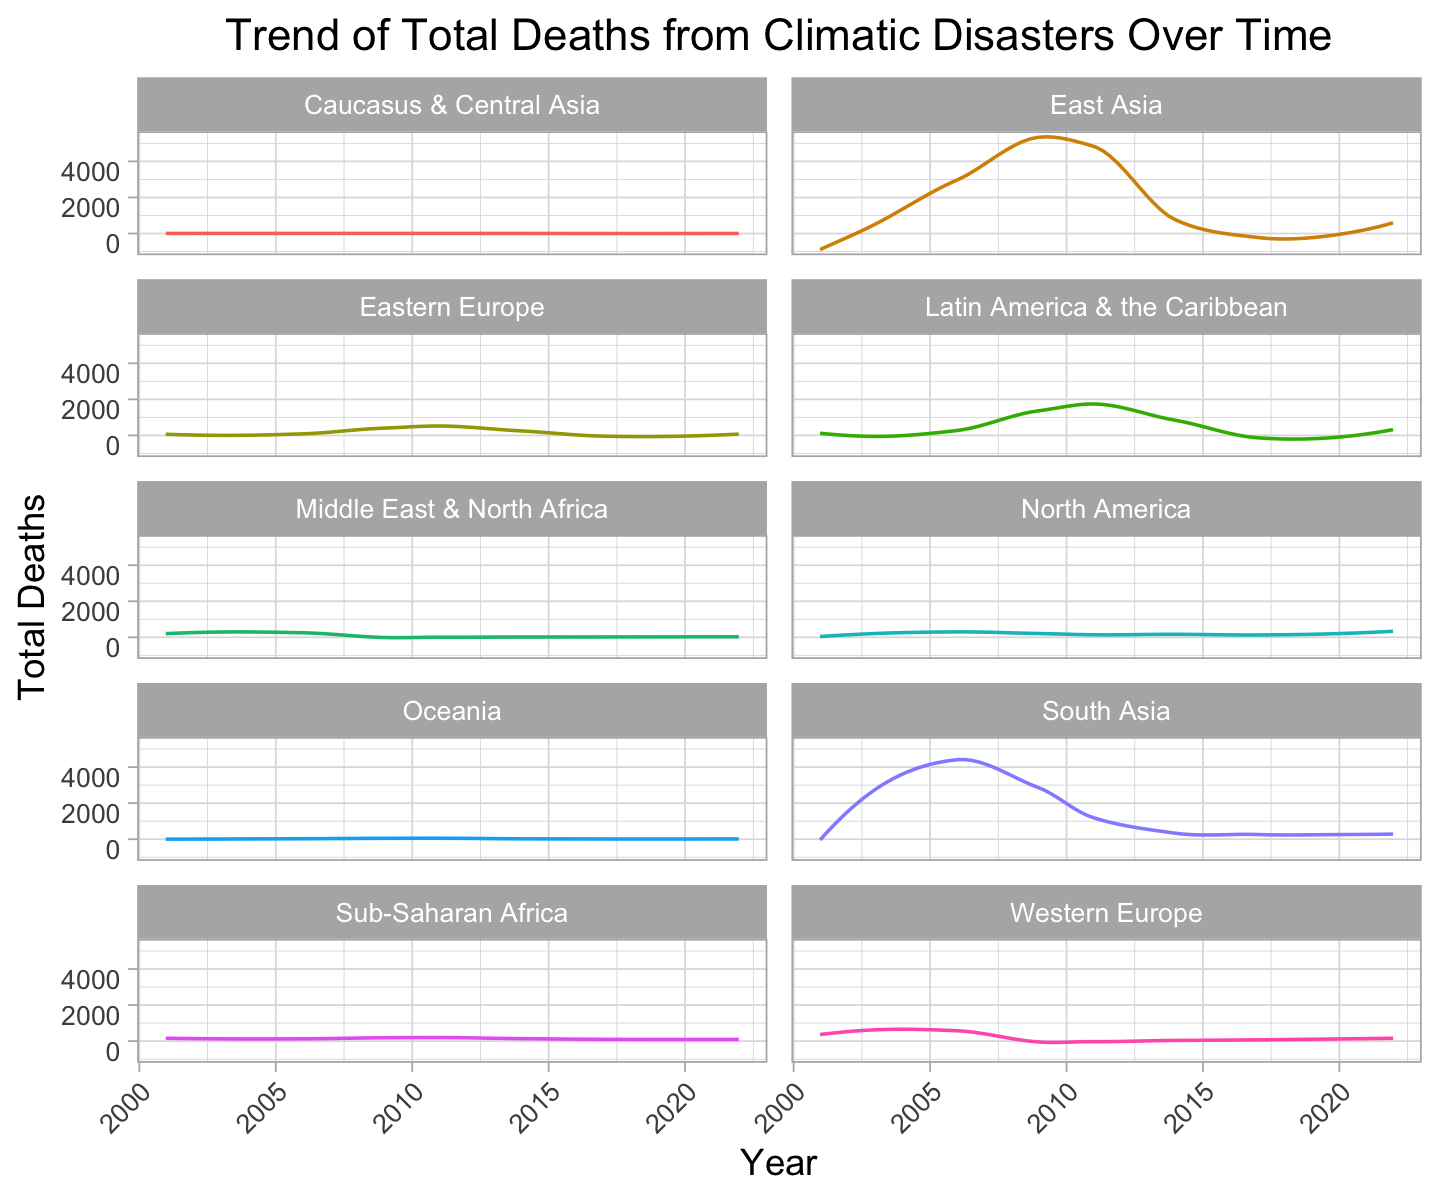 Trend of Total Deaths from Climatic Disasters Over Time
Caucasus & Central Asia
East Asia
4000
2000
0
Eastern Europe
Latin America & the Caribbean
4000
2000
0
Middle East & North Africa
North America
4000
2000
0
Total Deaths
Oceania
South Asia
4000
2000
0
Sub-Saharan Africa
Western Europe
4000
2000
0
2000 2005 2010 2015 2020
2000 2005 2010 2015 2020
Year